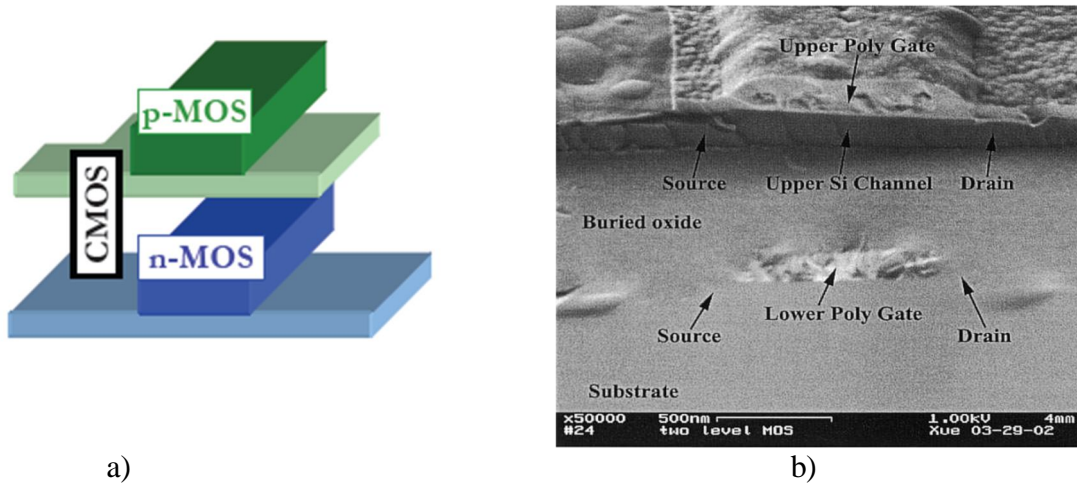 p-MOS
CMOS
n-MOS
Upper Poly Gate
Source
Upper Si Channel
Drain
Buried oxide
Lower Poly Gate
Source
Drain
Substrate
x50000 500nm 1.00kV 4mm
#24 two level MOS Xue 03-29-02
a)
b)